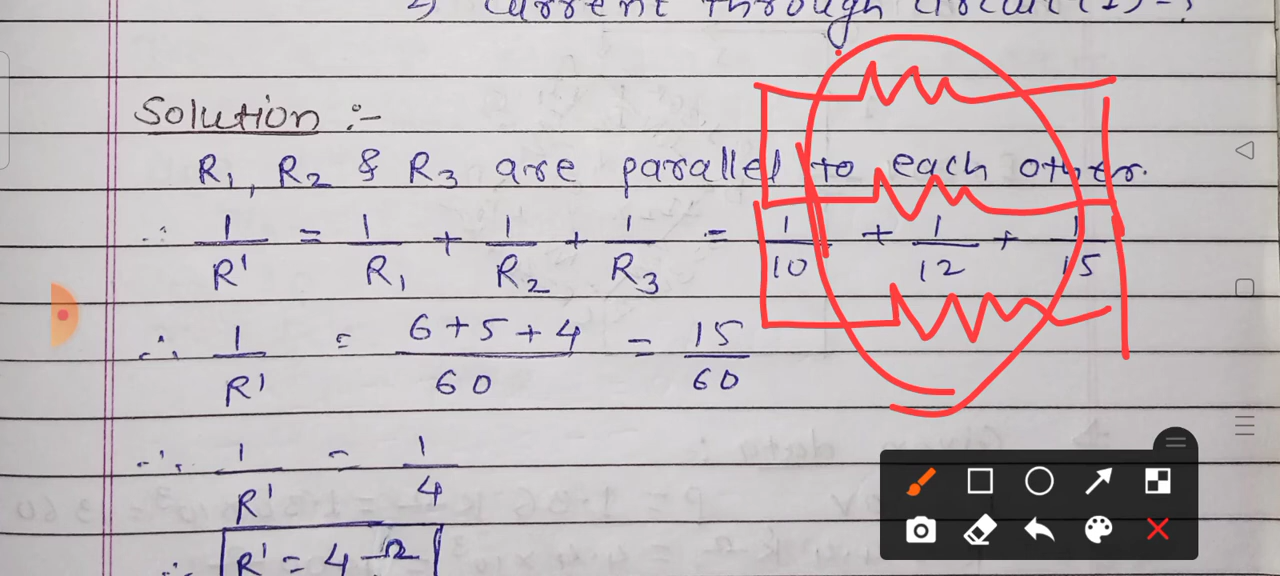 2) Current through circuit (I) = ?
Solution :-
R1, R2 & R3 are parallel to each other.
∴ 1/R' = 1/R1 + 1/R2 + 1/R3 = 1/10 + 1/12 + 1/15
∴ 1/R' = 6+5+4/60 = 15/60
∴ 1/R' = 1/4
∴ R' = 4 Ω